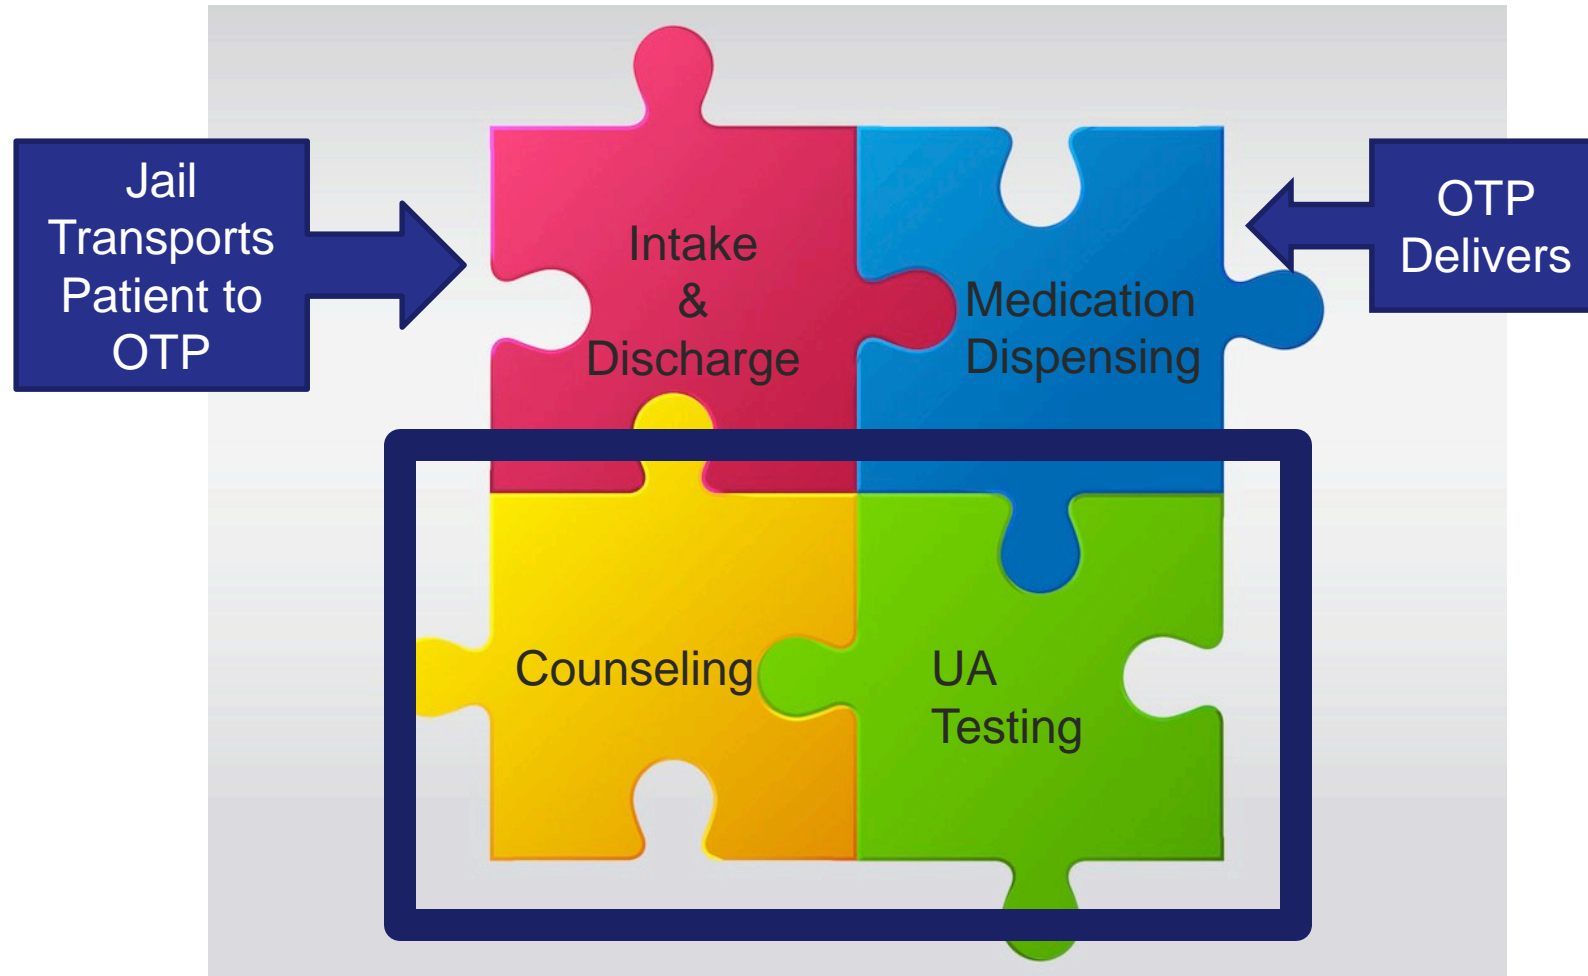 Jail
Transports
Patient to
OTP
Intake
&
Discharge
Medication
Dispensing
OTP
Delivers
Counseling
UA
Testing